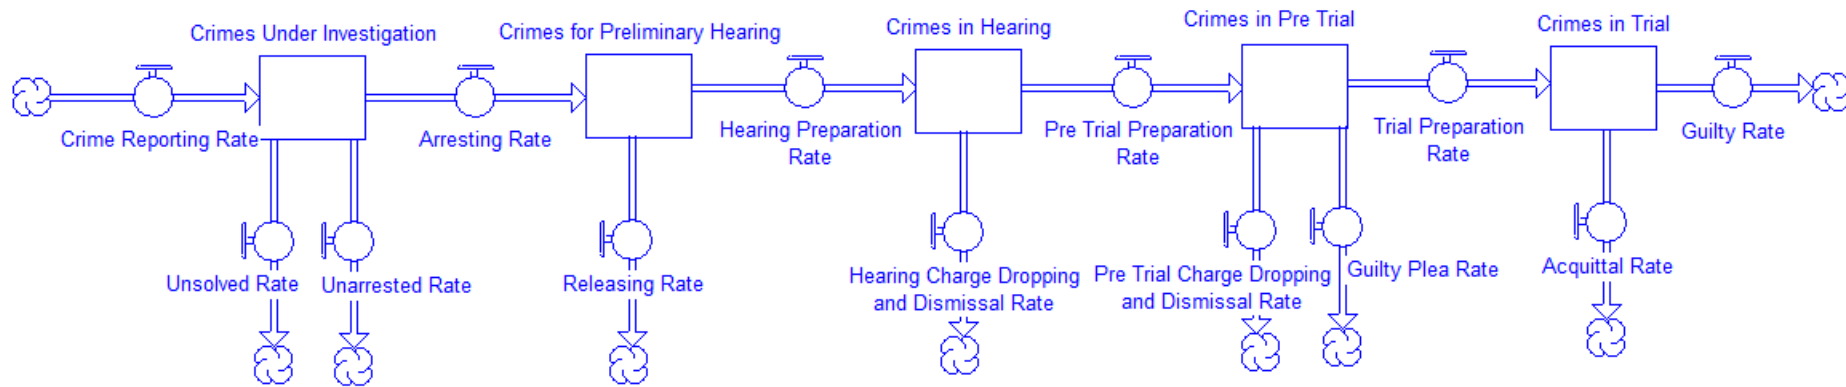 Crimes Under Investigation
Crimes for Preliminary Hearing
Crimes in Hearing
Crimes in Pre Trial
Crimes in Trial
Crime Reporting Rate
Arresting Rate
Hearing Preparation
Rate
Pre Trial Preparation
Rate
Trial Preparation
Rate
Guilty Rate
Unsolved Rate
Unarrested Rate
Releasing Rate
Hearing Charge Dropping
and Dismissal Rate
Pre Trial Charge Dropping
and Dismissal Rate
Guilty Plea Rate
Acquittal Rate